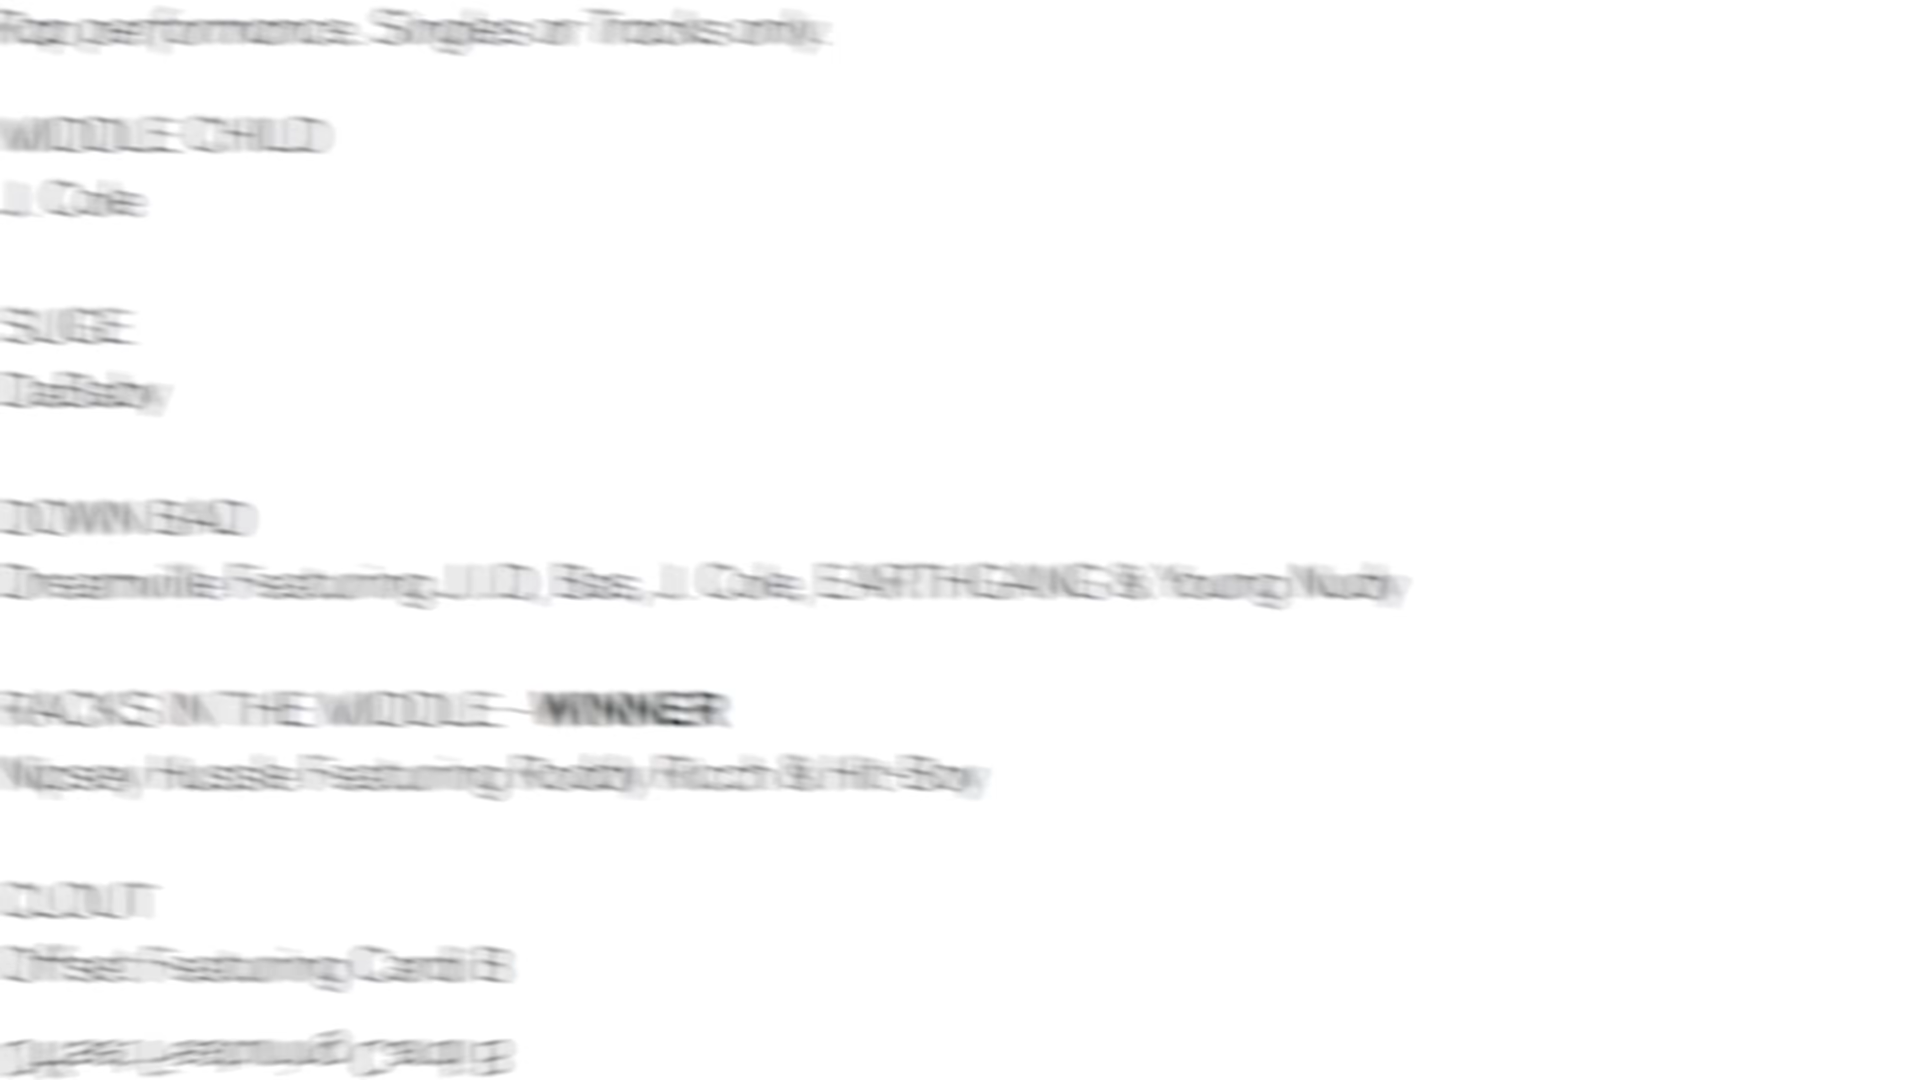 Rap performance. Singles or Tracks only.
MIDDLE CHILD
J. Cole
SUGE
DaBaby
DOWN BAD
Dreamville Featuring J.I.D, Bas, J. Cole, EARTHGANG & Young Nudy
RACKS IN THE MIDDLE - WINNER
Nipsey Hussle Featuring Roddy Ricch & Hit-Boy
CLOUT
Offset Featuring Cardi B